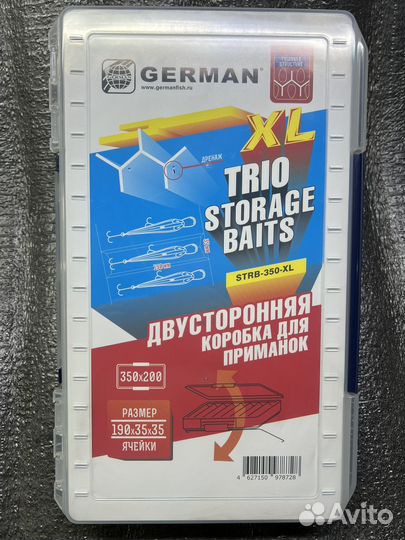 GERMAN®
www.germanfish.ru
XL
ДРЕНАЖ
TRIO
STORAGE
BAITS
STRB-350-XL
ДВУСТОРОННЯЯ
КОРОБКА ДЛЯ
ПРИМАНОК
350x200
РАЗМЕР
190x35x35
ЯЧЕЙКИ
4 627150 978728
Avito